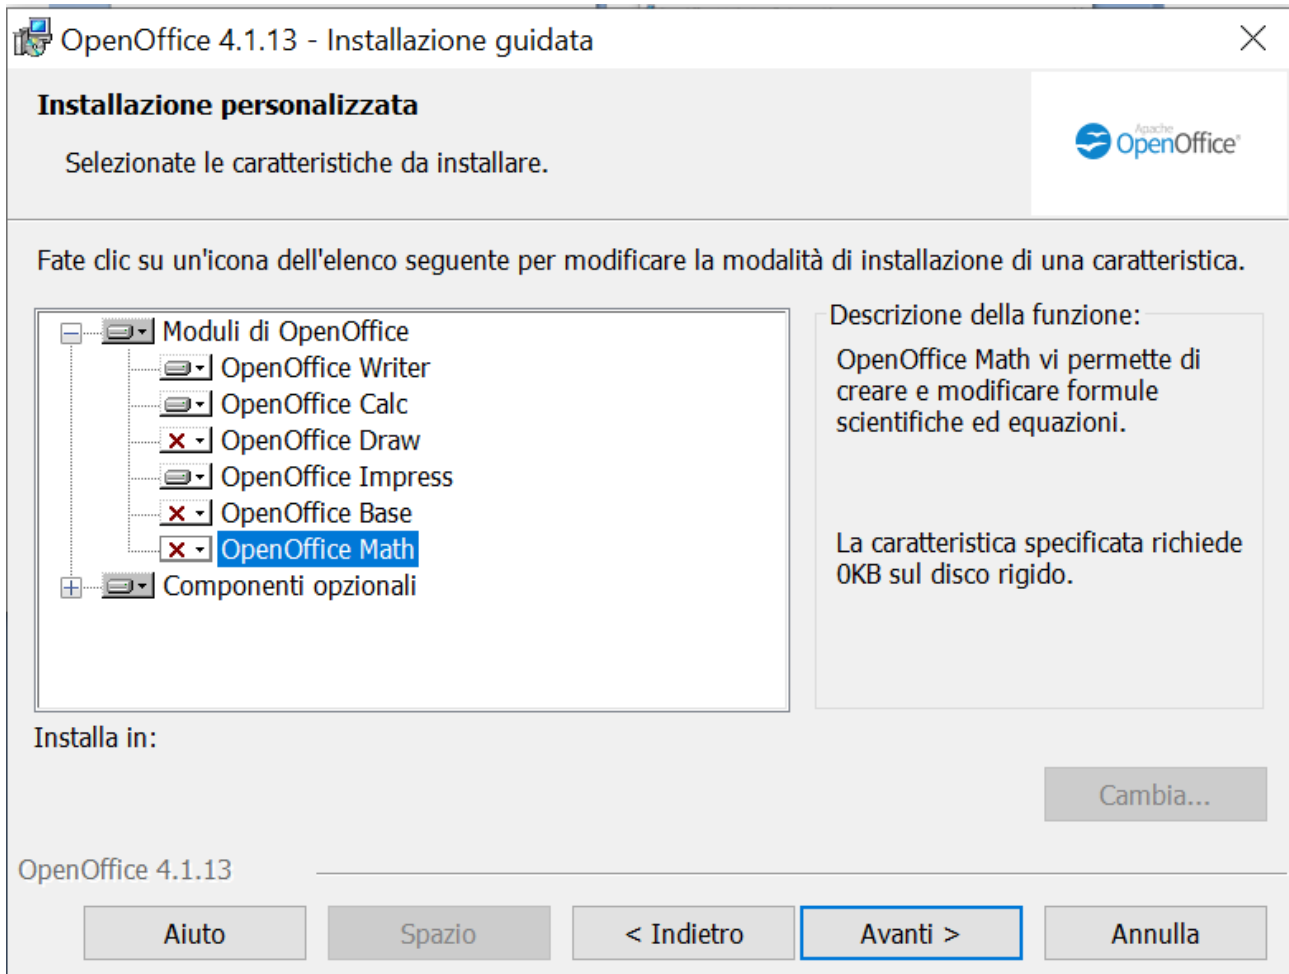 OpenOffice 4.1.13 - Installazione guidata
Installazione personalizzata
Selezionate le caratteristiche da installare.
Apache
OpenOffice®
Fate clic su un'icona dell'elenco seguente per modificare la modalità di installazione di una caratteristica.
Moduli di OpenOffice
OpenOffice Writer
OpenOffice Calc
OpenOffice Draw
OpenOffice Impress
OpenOffice Base
OpenOffice Math
Componenti opzionali
Descrizione della funzione:
OpenOffice Math vi permette di
creare e modificare formule
scientifiche ed equazioni.
La caratteristica specificata richiede
0KB sul disco rigido.
Installa in:
Cambia...
OpenOffice 4.1.13
Aiuto
Spazio
< Indietro
Avanti >
Annulla